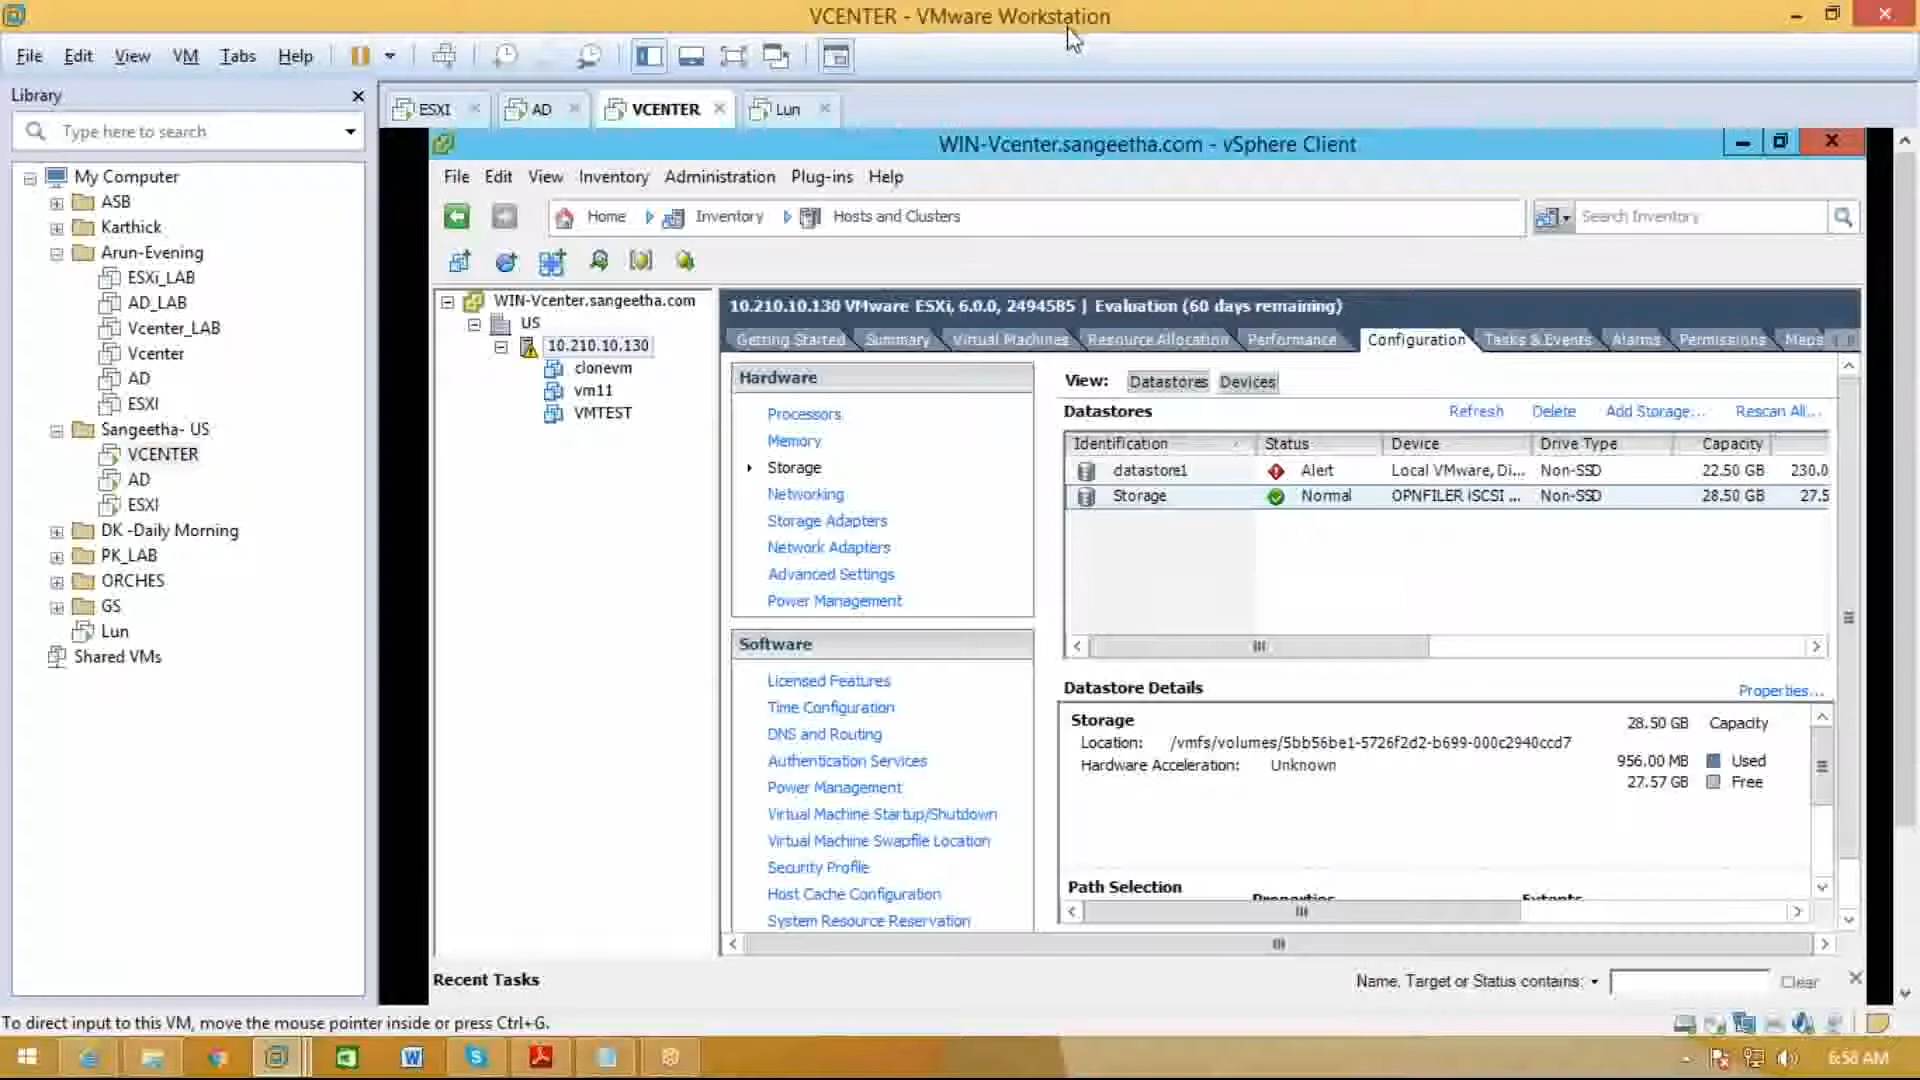 VCENTER - VMware Workstation
File Edit View VM Tabs Help
Library
Type here to search
My Computer
ASB
Karthick
Arun-Evening
ESXi_LAB
AD_LAB
Vcenter_LAB
Vcenter
AD
ESXI
Sangeetha- US
VCENTER
AD
ESXI
DK -Daily Morning
PK_LAB
ORCHES
GS
Lun
Shared VMs
ESXI AD VCENTER Lun
WIN-Vcenter.sangeetha.com - vSphere Client
File Edit View Inventory Administration Plug-ins Help
Home Inventory Hosts and Clusters
Search Inventory
WIN-Vcenter.sangeetha.com
US
10.210.10.130
clonevm
vm11
VMTEST
10.210.10.130 VMware ESXi, 6.0.0, 2494585 | Evaluation (60 days remaining)
Getting Started Summary Virtual Machines Resource Allocation Performance Configuration Tasks & Events Alarms Permissions Maps
Hardware
Processors
Memory
Storage
Networking
Storage Adapters
Network Adapters
Advanced Settings
Power Management
Software
Licensed Features
Time Configuration
DNS and Routing
Authentication Services
Power Management
Virtual Machine Startup/Shutdown
Virtual Machine Swapfile Location
Security Profile
Host Cache Configuration
System Resource Reservation
View: Datastores Devices
Datastores Refresh Delete Add Storage... Rescan All...
Identification Status Device Drive Type Capacity
datastore1 Alert Local VMware, Di... Non-SSD 22.50 GB 230.0
Storage Normal OPNFILER iSCSI ... Non-SSD 28.50 GB 27.5
Datastore Details Properties...
Storage 28.50 GB Capacity
Location: /vmfs/volumes/5bb56be1-5726f2d2-b699-000c2940ccd7
Hardware Acceleration: Unknown
956.00 MB Used
27.57 GB Free
Path Selection
Properties Extents
Recent Tasks
Name, Target or Status contains: Clear
To direct input to this VM, move the mouse pointer inside or press Ctrl+G.
6:58 AM